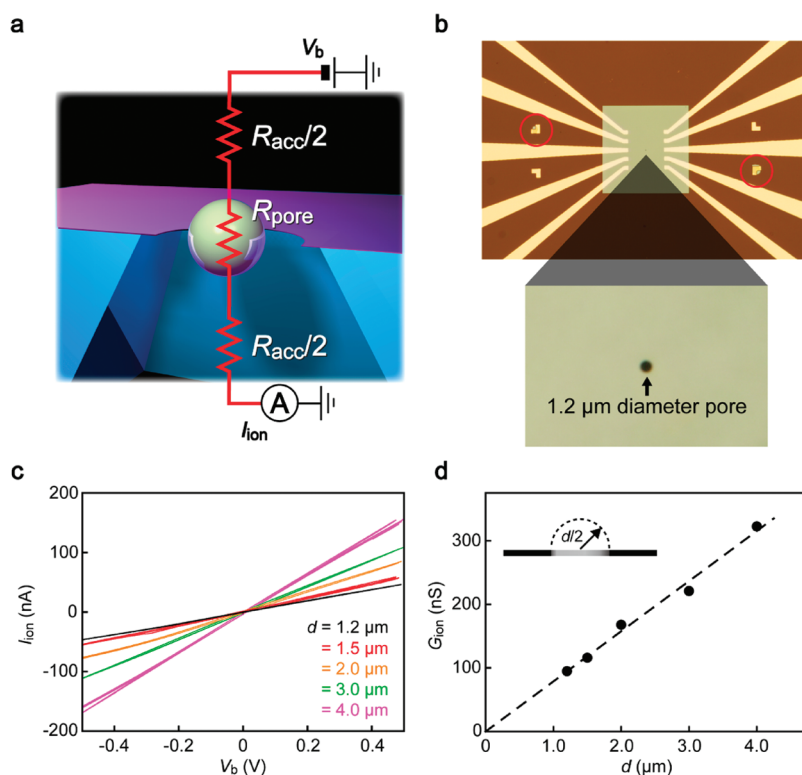 a
V_b
R_acc/2
R_pore
R_acc/2
A
I_ion
b
1.2 μm diameter pore
c
I_ion (nA)
200
100
0
-100
-200
-0.4
-0.2
0
0.2
0.4
V_b (V)
d = 1.2 μm
= 1.5 μm
= 2.0 μm
= 3.0 μm
= 4.0 μm
d
G_ion (nS)
300
200
100
0
0
1.0
2.0
3.0
4.0
d (μm)
d/2